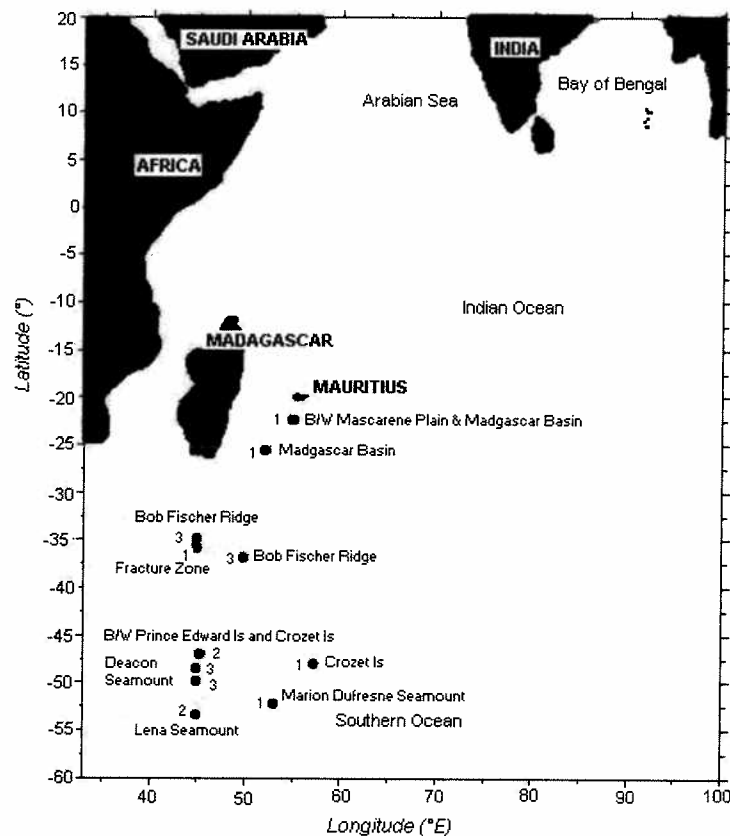 20
15
10
5
0
-5
-10
-15
-20
-25
-30
-35
-40
-45
-50
-55
-60
Latitude (°)
SAUDI ARABIA
INDIA
Bay of Bengal
Arabian Sea
AFRICA
Indian Ocean
MADAGASCAR
MAURITIUS
1 B/W Mascarene Plain & Madgascar Basin
1 Madgascar Basin
Bob Fischer Ridge
3
1
Fracture Zone
3 Bob Fischer Ridge
B/W Prince Edward Is and Crozet Is
2
Deacon
Seamount
3
3
1 Crozet Is
1 Marion Dufresne Seamount
2
Lena Seamount
Southern Ocean
40 50 60 70 80 90 100
Longitude (°E)